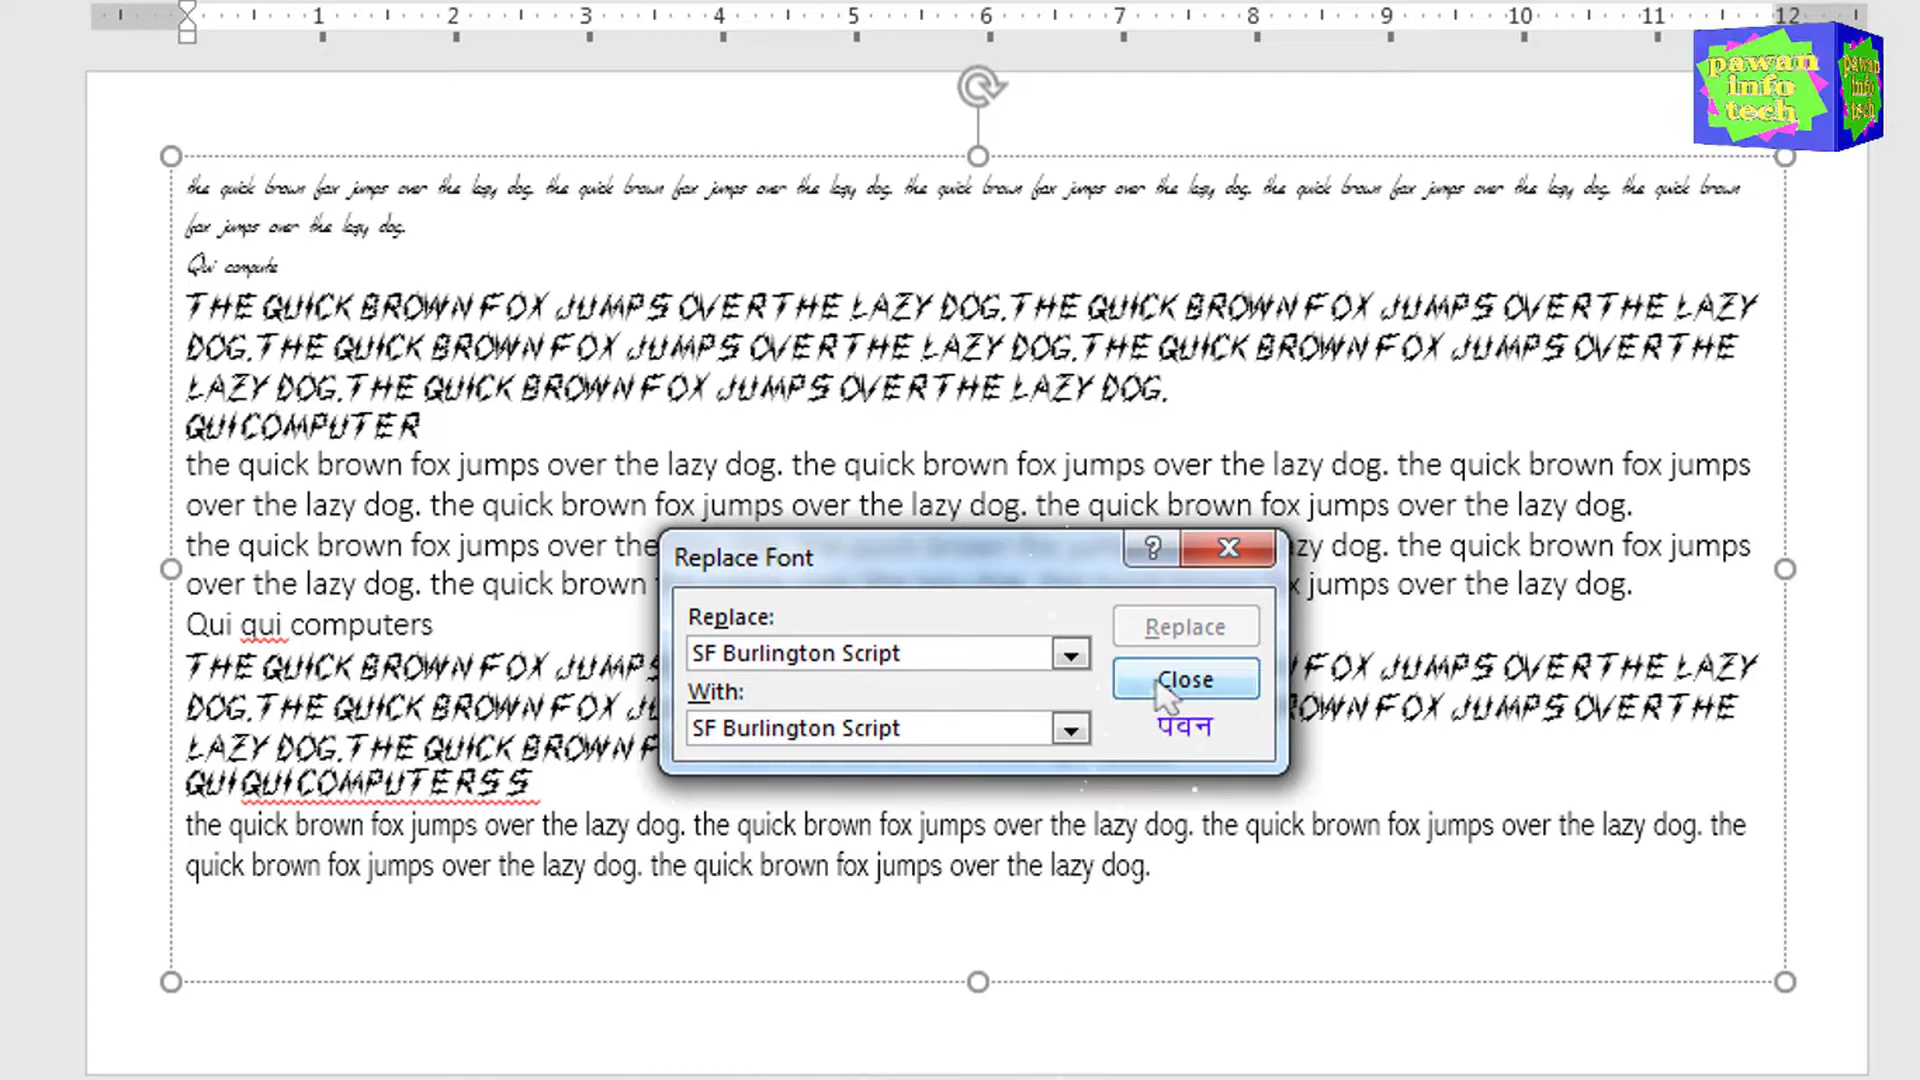 1 2 3 4 5 6 7 8 9 10 11 12
pawan info tech
pawan info tech
the quick brown fox jumps over the lazy dog. the quick brown fox jumps over the lazy dog. the quick brown fox jumps over the lazy dog. the quick brown fox jumps over the lazy dog. the quick brown
fox jumps over the lazy dog.
Qui compute
THE QUICK BROWN FOX JUMPS OVER THE LAZY DOG. THE QUICK BROWN FOX JUMPS OVER THE LAZY
DOG. THE QUICK BROWN FOX JUMPS OVER THE LAZY DOG. THE QUICK BROWN FOX JUMPS OVER THE
LAZY DOG. THE QUICK BROWN FOX JUMPS OVER THE LAZY DOG.
QUI COMPUTER
the quick brown fox jumps over the lazy dog. the quick brown fox jumps over the lazy dog. the quick brown fox jumps
over the lazy dog. the quick brown fox jumps over the lazy dog. the quick brown fox jumps over the lazy dog.
the quick brown fox jumps over the zy dog. the quick brown fox jumps
over the lazy dog. the quick brown x jumps over the lazy dog.
Qui qui computers
THE QUICK BROWN FOX JUMPS FOX JUMPS OVER THE LAZY
DOG. THE QUICK BROWN FOX JU OWN FOX JUMPS OVER THE
LAZY DOG. THE QUICK BROWN F
QUI QUI COMPUTERS S
the quick brown fox jumps over the lazy dog. the quick brown fox jumps over the lazy dog. the quick brown fox jumps over the lazy dog. the
quick brown fox jumps over the lazy dog. the quick brown fox jumps over the lazy dog.
Replace Font
?
Replace:
SF Burlington Script
With:
SF Burlington Script
Replace
Close
पवन